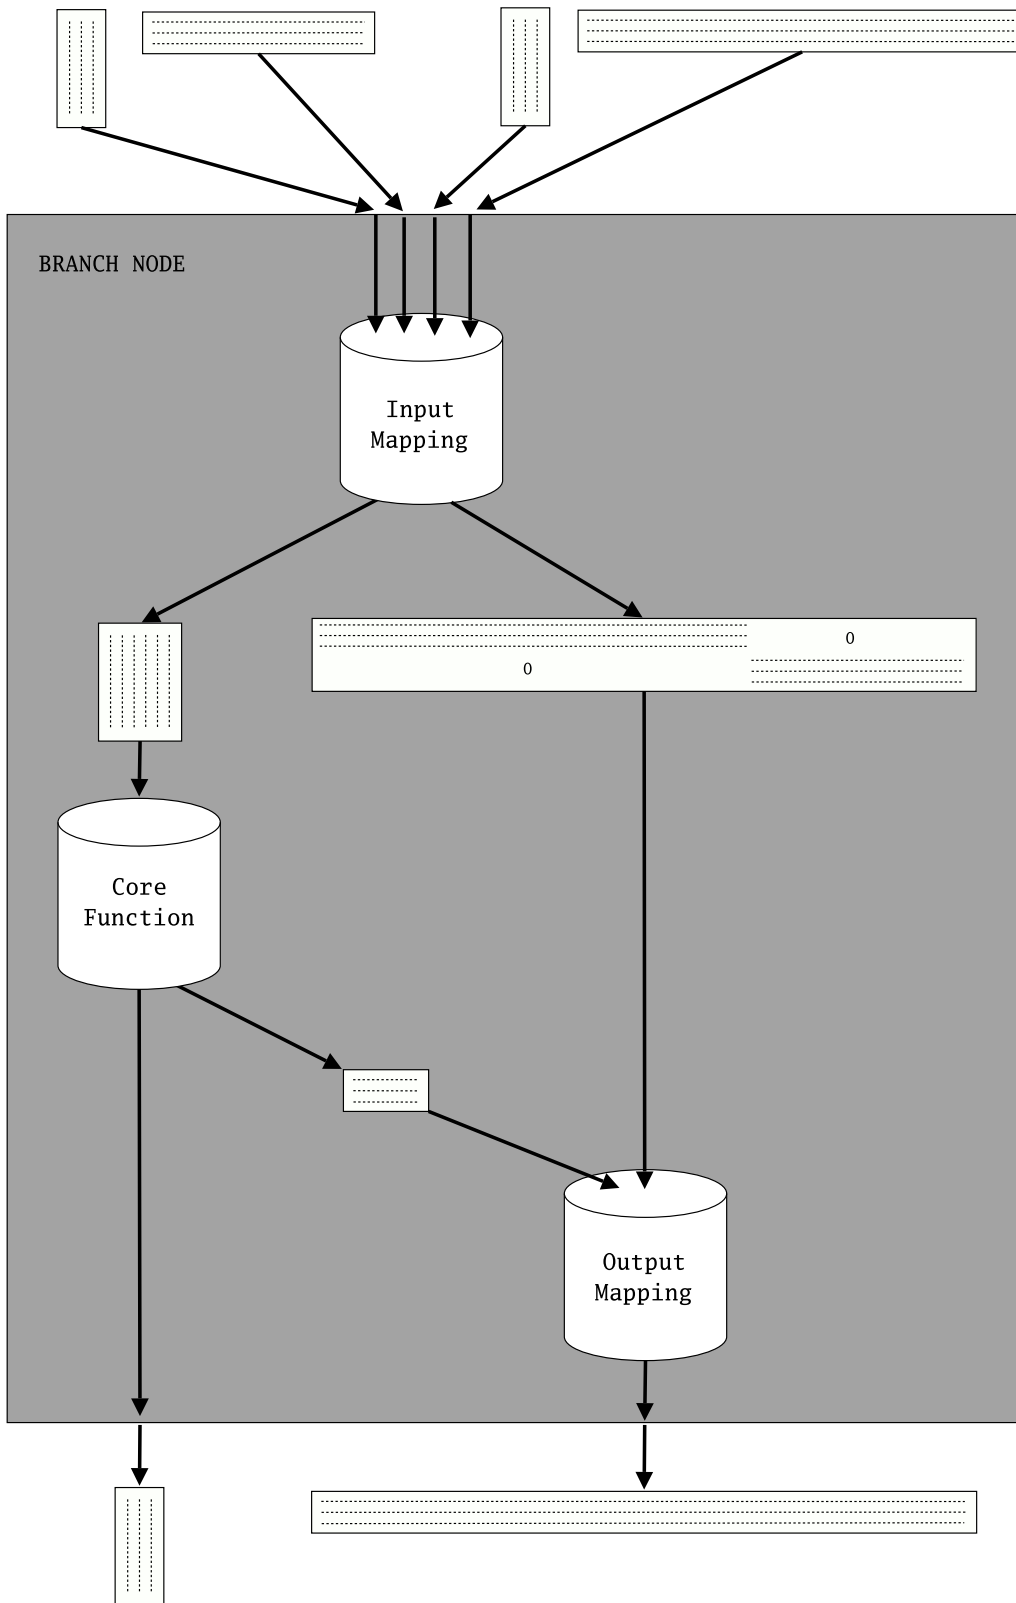 BRANCH NODE
Input
Mapping
0
0
Core
Function
Output
Mapping